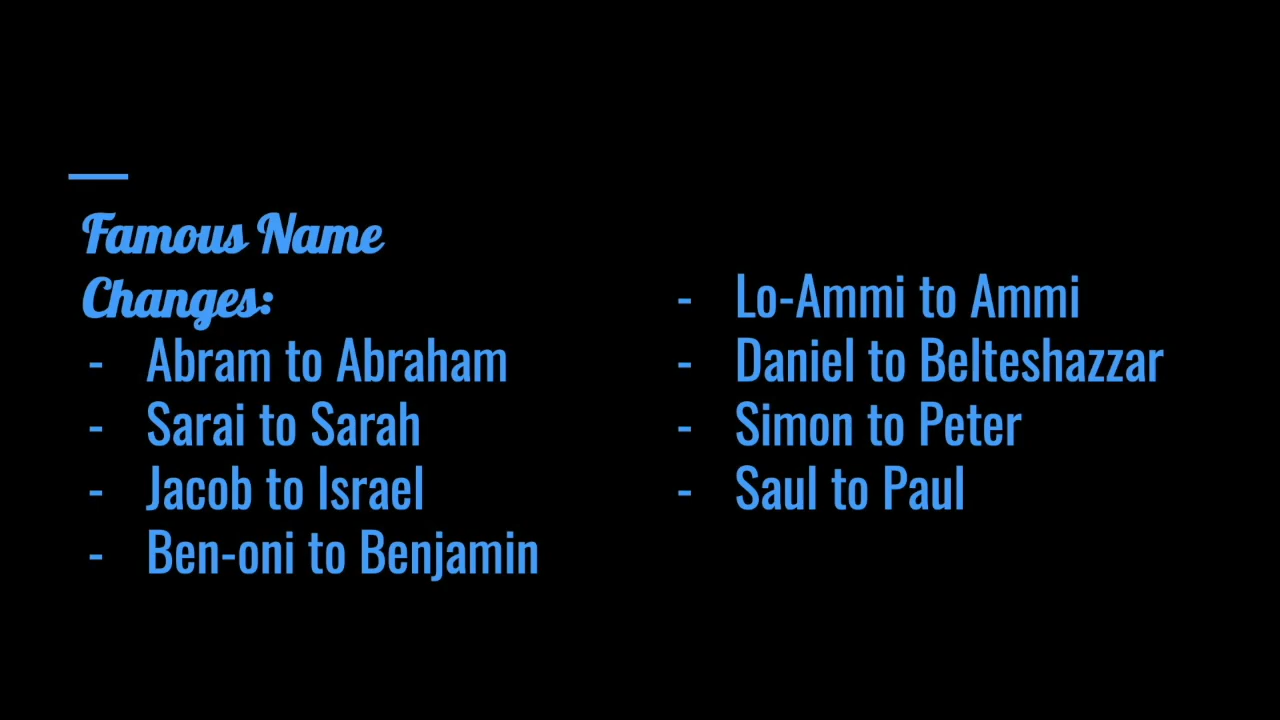 Famous Name
Changes:
- Abram to Abraham
- Sarai to Sarah
- Jacob to Israel
- Ben-oni to Benjamin
- Lo-Ammi to Ammi
- Daniel to Belteshazzar
- Simon to Peter
- Saul to Paul